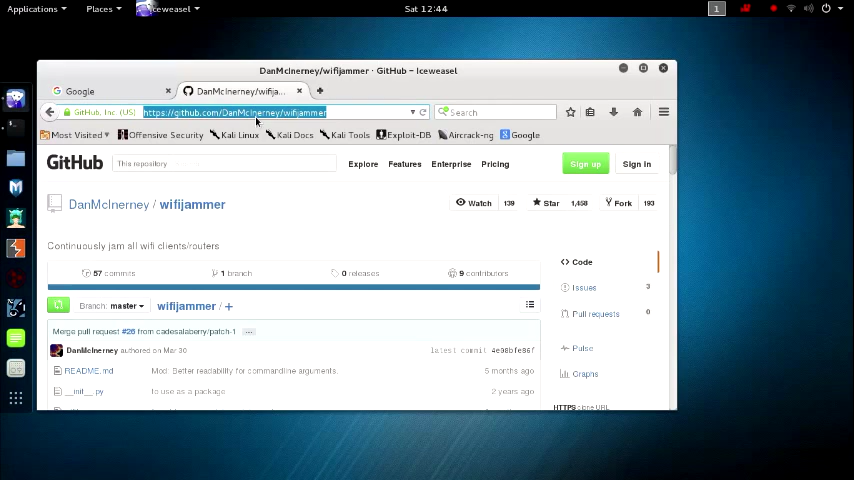 Applications Places Iceweasel Sat 12:44 1
DanMcInerney/wifijammer · GitHub - Iceweasel
Google DanMcInerney/wifija...
GitHub, Inc. (US) https://github.com/DanMcInerney/wifijammer Search
Most Visited Offensive Security Kali Linux Kali Docs Kali Tools Exploit-DB Aircrack-ng Google
GitHub This repository Explore Features Enterprise Pricing Sign up Sign in
DanMcInerney / wifijammer Watch 139 Star 1,458 Fork 193
Continuously jam all wifi clients/routers
57 commits 1 branch 0 releases 9 contributors
Branch: master wifijammer / +
Merge pull request #26 from cadesalaberry/patch-1 ...
DanMcInerney authored on Mar 30 latest commit 4e08bfe86f
README.md Mod: Better readability for commandline arguments. 5 months ago
__init__.py to use as a package 2 years ago
Code
Issues 3
Pull requests 0
Pulse
Graphs
HTTPS clone URL